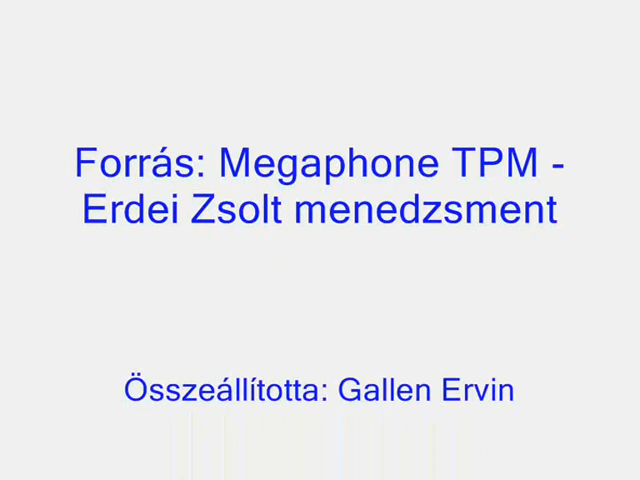 Forrás: Megaphone TPM -
Erdei Zsolt menedzsment
Összeállította: Gallen Ervin